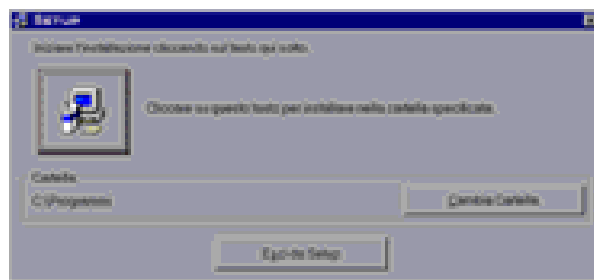 Setup
Iniziare l'installazione cliccando sul tasto qui sotto.
Cliccare su questo tasto per installare nella cartella specificata.
Cartella
C:\Programmi
Cambia Cartella
Esci da Setup